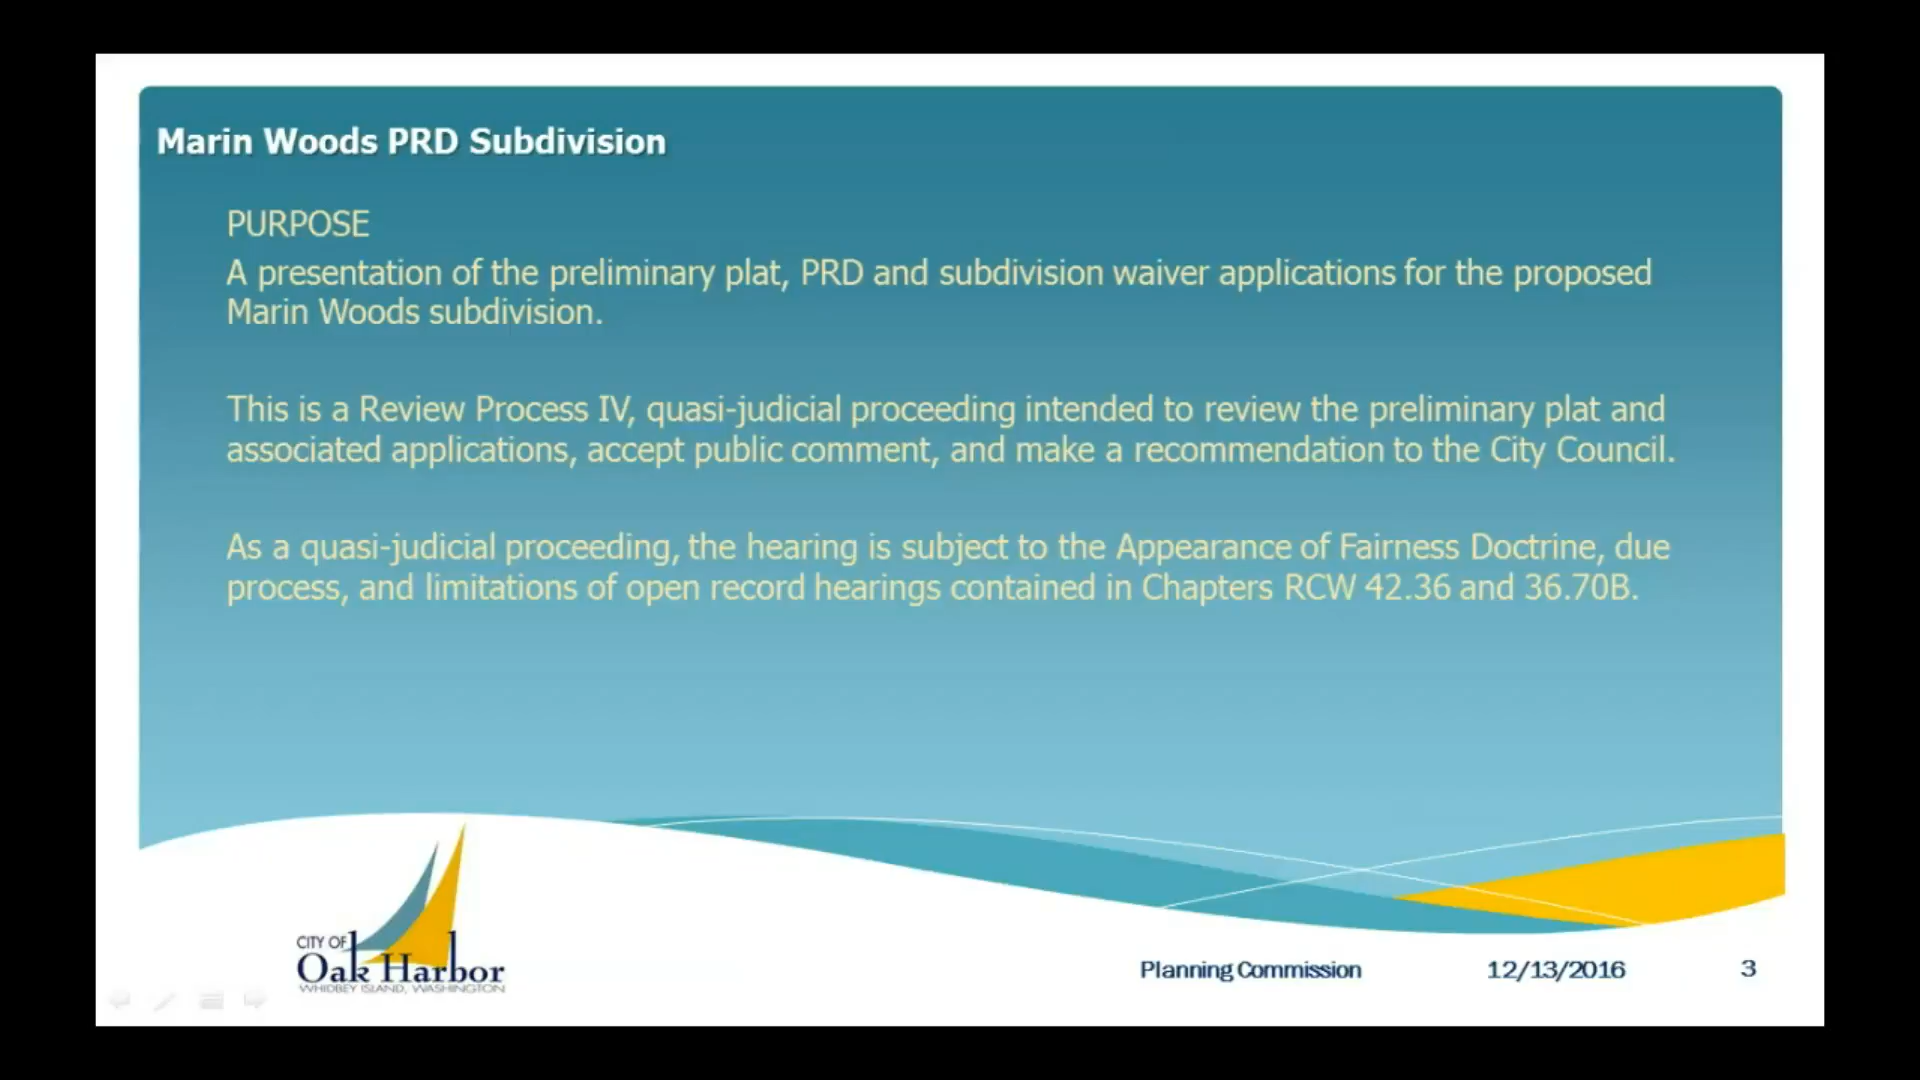 Marin Woods PRD Subdivision
PURPOSE
A presentation of the preliminary plat, PRD and subdivision waiver applications for the proposed
Marin Woods subdivision.
This is a Review Process IV, quasi-judicial proceeding intended to review the preliminary plat and
associated applications, accept public comment, and make a recommendation to the City Council.
As a quasi-judicial proceeding, the hearing is subject to the Appearance of Fairness Doctrine, due
process, and limitations of open record hearings contained in Chapters RCW 42.36 and 36.70B.
CITY OF
Oak Harbor
WHIDBEY ISLAND, WASHINGTON
Planning Commission 12/13/2016 3